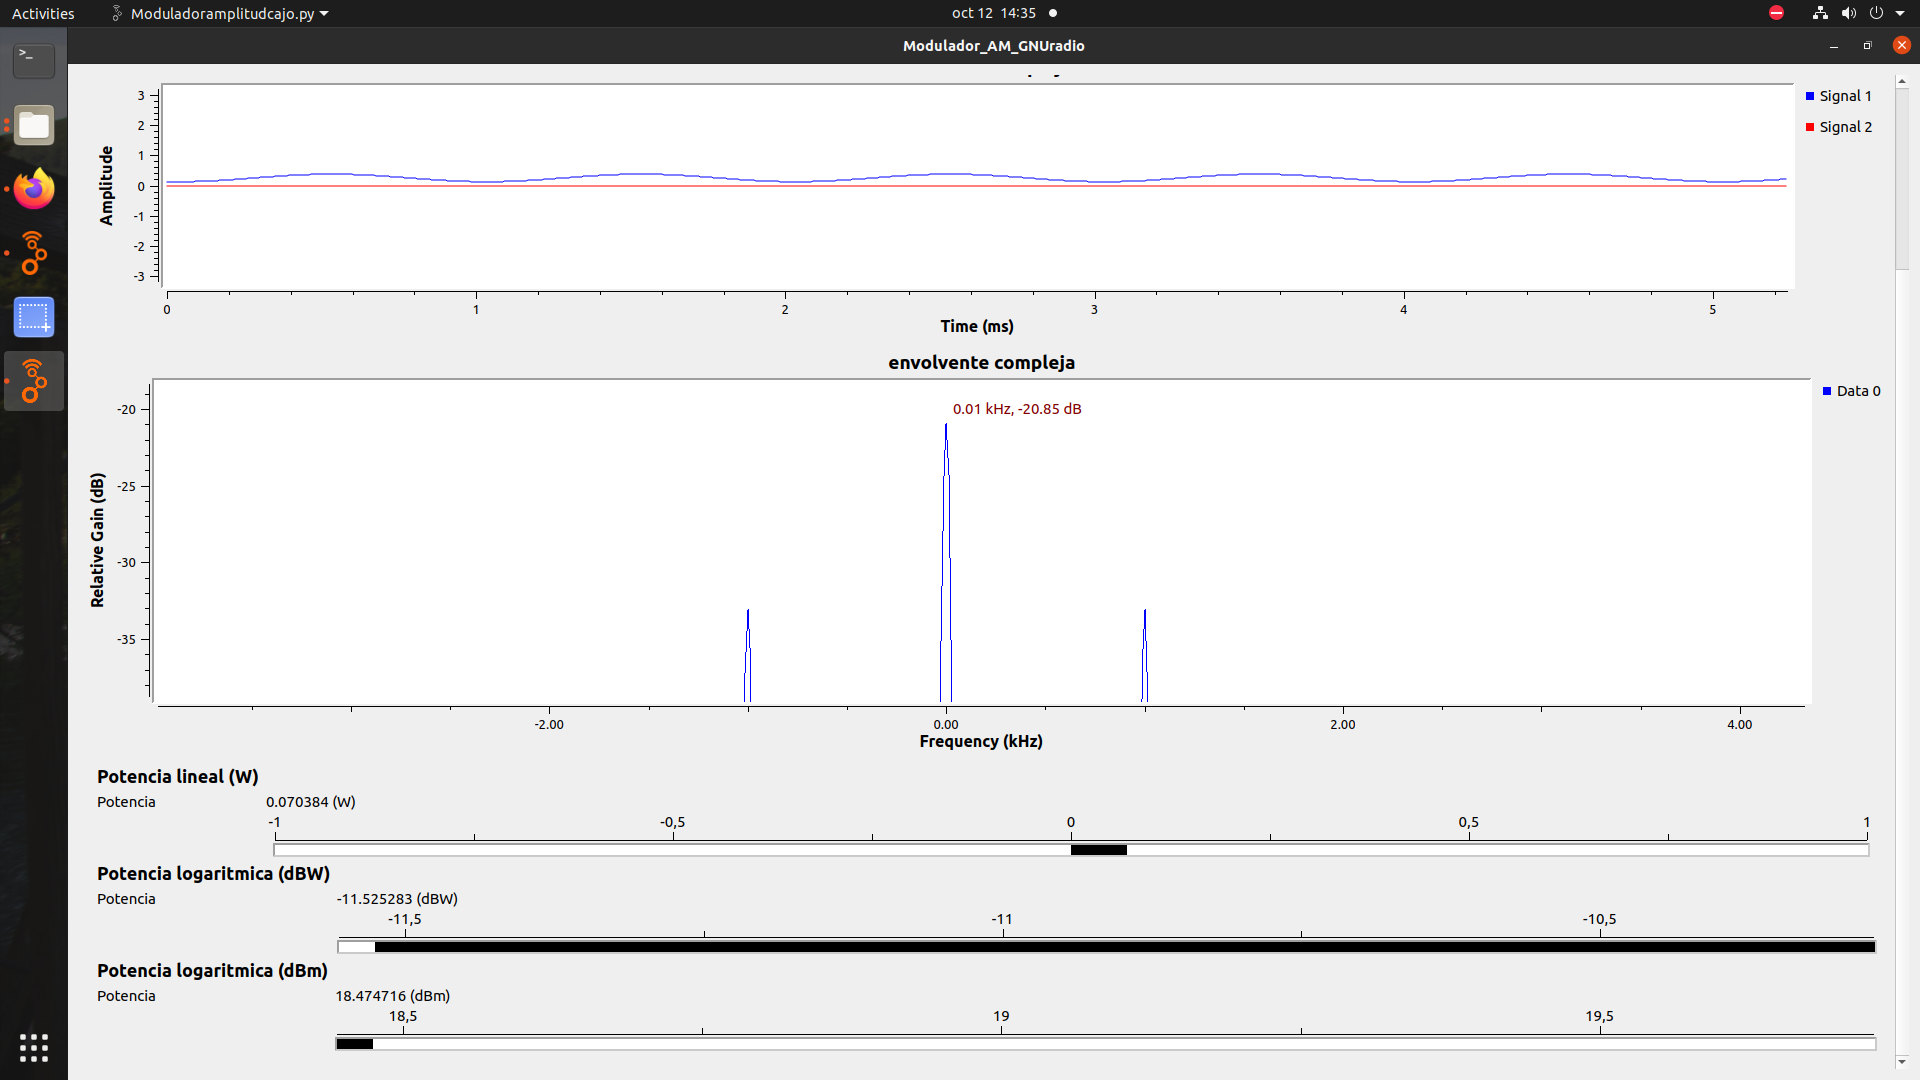 Activities Moduladoramplitudcajo.py oct 12 14:35
Modulador_AM_GNUradio
Amplitude
3
2
1
0
-1
-2
-3
0 1 2 3 4 5
Time (ms)
Signal 1
Signal 2
envolvente compleja
Relative Gain (dB)
-20
-25
-30
-35
0.01 kHz, -20.85 dB
Data 0
-2.00 0.00 2.00 4.00
Frequency (kHz)
Potencia lineal (W)
Potencia 0.070384 (W)
-1 -0,5 0 0,5 1
Potencia logaritmica (dBW)
Potencia -11.525283 (dBW)
-11,5 -11 -10,5
Potencia logaritmica (dBm)
Potencia 18.474716 (dBm)
18,5 19 19,5